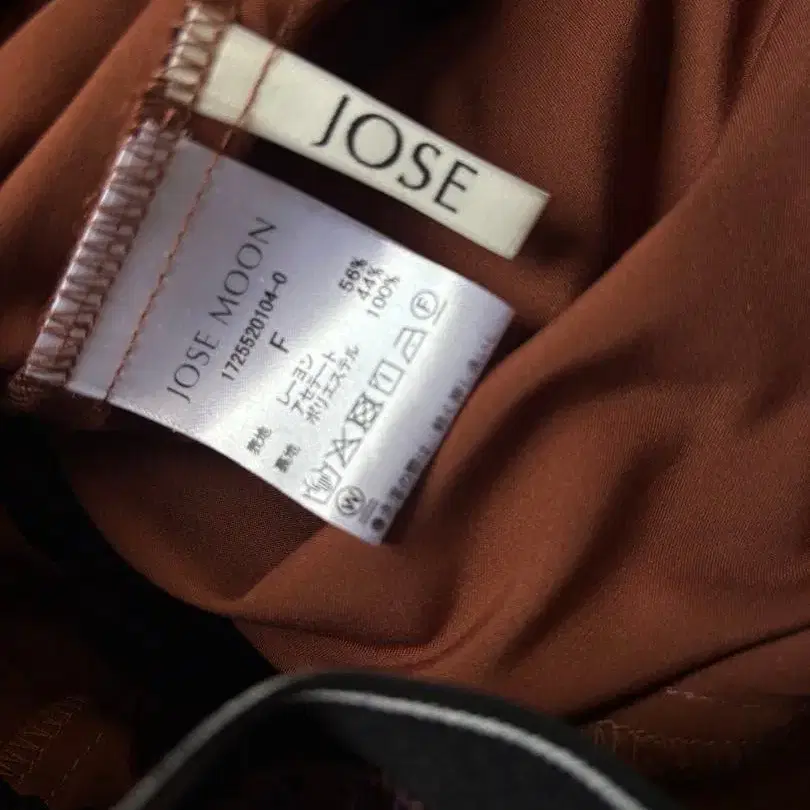 JOSE
JOSE MOON
1725520104-0
F
表地 レーヨン 56%
アセテート 44%
裏地 ポリエステル 100%
F
W